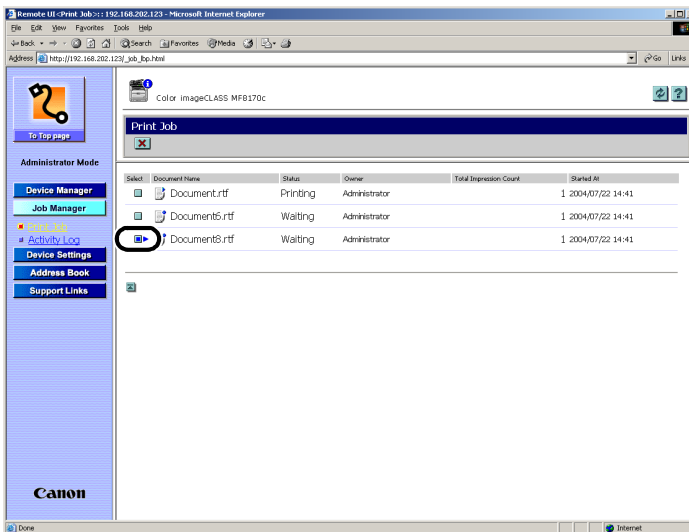 Remote UI <Print Job>: : 192.168.202.123 - Microsoft Internet Explorer
File Edit View Favorites Tools Help
Back Search Favorites Media
Address http://192.168.202.123/_job_lbp.html Go Links
To Top page
Administrator Mode
Device Manager
Job Manager
Print Job
Activity Log
Device Settings
Address Book
Support Links
Canon
Color imageCLASS MF8170c
Print Job
Select Document Name Status Owner Total Impression Count Started At
Document.rtf Printing Administrator 1 2004/07/22 14:41
Document6.rtf Waiting Administrator 1 2004/07/22 14:41
Document8.rtf Waiting Administrator 1 2004/07/22 14:41
Done Internet